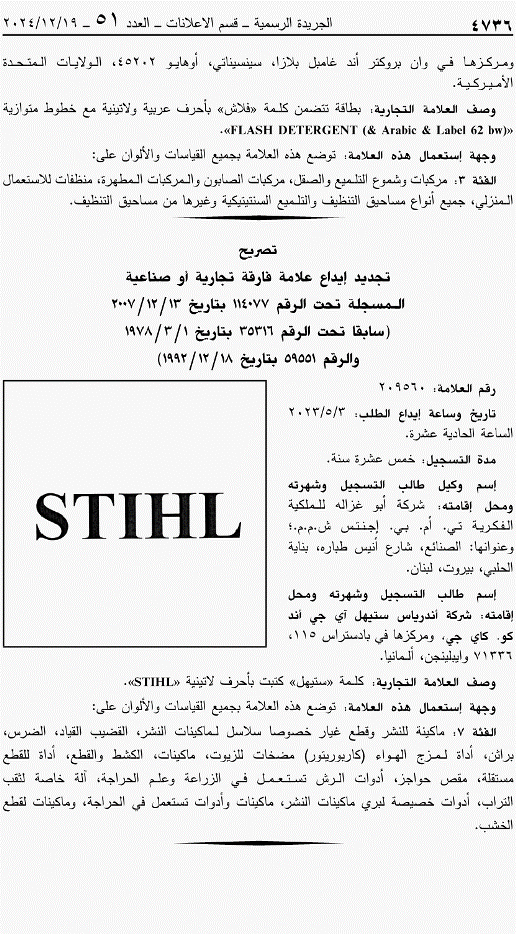 ٤٧٣٦ الجريدة الرسمية ــ قسم الاعلانات ــ العدد ٥١ ــ ٢٠٢٤/١٢/١٩
ومركزها في وان بروكتر أند غامبل بلازا، سينسيناتي، أوهايو ٤٥٢٠٢، الولايات المتحدة
الأميركية.
وصف العلامة التجارية: بطاقة تتضمن كلمة «فلاش» بأحرف عربية ولاتينية مع خطوط متوازية
«FLASH DETERGENT (& Arabic & Label 62 bw)».
وجهة إستعمال هذه العلامة: توضع هذه العلامة بجميع القياسات والألوان على:
الفئة ٣: مركبات وشموع التلميع والصقل، مركبات الصابون والمركبات المطهرة، منظفات للاستعمال
المنزلي، جميع أنواع مساحيق التنظيف والتلميع السنتيتيكية وغيرها من مساحيق التنظيف.
تصريح
تجديد إيداع علامة فارقة تجارية أو صناعية
المسجلة تحت الرقم ١١٤٠٧٧ بتاريخ ٢٠٠٧/١٢/١٣
(سابقا تحت الرقم ٣٥٣١٦ بتاريخ ١٩٧٨/٣/١
والرقم ٥٩٥٥١ بتاريخ ١٩٩٢/١٢/١٨)
رقم العلامة: ٢٠٩٥٦٠
تاريخ وساعة إيداع الطلب: ٢٠٢٣/٥/٣
الساعة الحادية عشرة.
مدة التسجيل: خمس عشرة سنة.
إسم وكيل طالب التسجيل وشهرته
ومحل إقامته: شركة أبو غزاله للملكية
الفكرية تي. أم. بي. إجنتس ش.م.م.؛
وعنوانها: الصنائع، شارع أنيس طباره، بناية
الحلبي، بيروت، لبنان.
إسم طالب التسجيل وشهرته ومحل
إقامته: شركة أندرياس ستيهل آي جي أند
كو. كاي جي. ومركزها في بادستراس ١١٥،
٧١٣٣٦ وايبلينجن، ألمانيا.
STIHL
وصف العلامة التجارية: كلمة «ستيهل» كتبت بأحرف لاتينية «STIHL».
وجهة إستعمال هذه العلامة: توضع هذه العلامة بجميع القياسات والألوان على:
الفئة ٧: ماكينة للنشر وقطع غيار خصوصا سلاسل لماكينات النشر، القضيب القياد، الضرس،
براثن، أداة لمزج الهواء (كاربوريتور) مضخات للزيوت، ماكينات، الكشط والقطع، أداة للقطع
مستقلة، مقص حواجز، أدوات الرش تستعمل في الزراعة وعلم الحراجة، آلة خاصة لثقب
التراب، أدوات خصيصة لبري ماكينات النشر، ماكينات وأدوات تستعمل في الحراجة، وماكينات لقطع
الخشب.